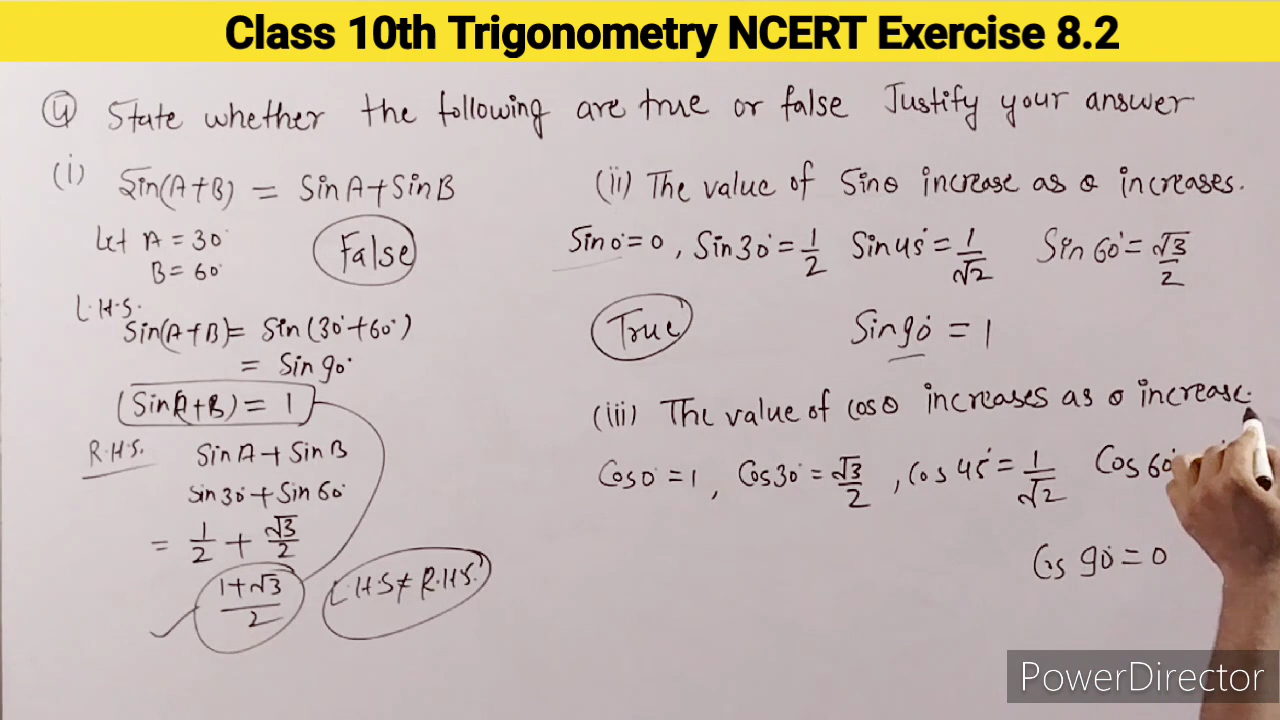 Class 10th Trigonometry NCERT Exercise 8.2
④ State whether the following are true or false Justify your answer
(i) Sin(A+B) = SinA+SinB
Let A = 30°
B = 60°
False
L.H.S.
Sin(A+B) = Sin(30°+60°)
= Sin90°
Sin(A+B) = 1
R.H.S. SinA + SinB
Sin30° + Sin60°
= 1/2 + √3/2
1+√3/2
L.H.S ≠ R.H.S.
(ii) The value of Sinθ increase as θ increases.
Sin0° = 0, Sin30° = 1/2 Sin45° = 1/√2 Sin60° = √3/2
True Sin90° = 1
(iii) The value of Cosθ increases as θ increase.
Cos0° = 1, Cos30° = √3/2, Cos45° = 1/√2 Cos60°
Cos90° = 0
PowerDirector